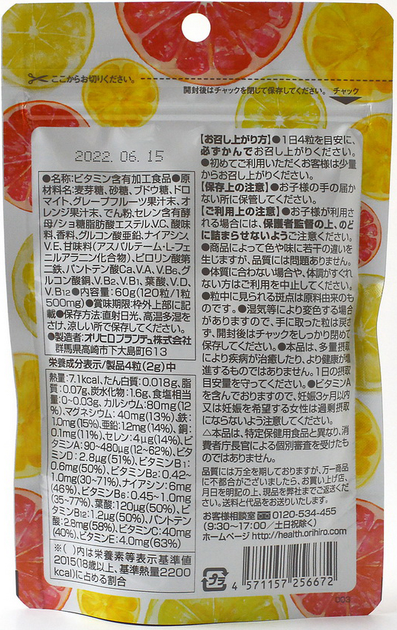 ここからお切りください。
開封後はチャックを閉じて保存してください。 チャック
2022.06.15
●名称:ビタミン含有加工食品●原
材料名:麦芽糖、砂糖、ブドウ糖、ドロ
マイト、グレープフルーツ果汁末、オ
レンジ果汁末、でん粉、セレン含有酵
母/ショ糖脂肪酸エステル、VC、酸味
料、香料、グルコン酸亜鉛、ナイアシン、
V.E、甘味料(アスパルテーム・L-フェ
ニルアラニン化合物)、ピロリン酸第
二鉄、パントテン酸Ca、V.A、V.B₆、グ
ルコン酸銅、V.B₂、V.B₁、葉酸、V.D、
V.B₁₂●内容量:60g(120粒/1粒
500mg)●賞味期限:枠外上部に記
載●保存方法:直射日光、高温多湿を
さけ、涼しい所で保存してください。
●製造者:オリヒロプランデュ株式会社
群馬県高崎市下大島町613
栄養成分表示/製品4粒(2g)中
熱量:7.1kcal、たん白質:0.018g、脂
質:0.07g、炭水化物:1.6g、食塩相当
量:0~0.03g、カルシウム:80mg(12
%)、マグネシウム:40mg(13%)、鉄:
1.0mg(15%)、亜鉛:12mg(14%)、銅:
0.1mg(11%)、セレン:4μg(14%)、ビ
タミンA:90~480μg(12~62%)、ビタ
ミンD:2.8μg(51%)、ビタミンB₁:
0.6mg(50%)、ビタミンB₂:0.42~
1.0mg(30~71%)、ナイアシン:6mg
(46%)、ビタミンB₆:0.45~1.0mg
(35~77%)、葉酸:120μg(50%)、ビ
タミンB₁₂:1.2μg(50%)、パントテン
酸:2.8mg(58%)、ビタミンC:40mg
(40%)、ビタミンE:4.0mg(63%)
※( )内は栄養素等表示基準値
2015(18歳以上、基準熱量2200
kcal)に占める割合
【お召し上がり方】●1日4粒を目安に、
必ずかんでお召し上がりください。
●初めてご利用いただくお客様は少量
からお召し上がりください。
【保存上の注意】●お子様の手の届か
ない所に保管してください。
【ご利用上の注意】●お子様が利用さ
れる場合には、保護者監督の上、のど
に詰まらせないようご注意ください。
●商品によって色や味に若干の違いを
生じますが、品質には問題ありません。
●体質に合わない場合や、体調がすぐれ
ない方はご利用を中止してください。
●粒中に見られる斑点は原料由来のもの
です。●湿気等により変色する場合
がありますので、手に取った粒は戻さ
ず、開封後はチャックをしっかり閉めて
保存してください。●本品は、多量摂取
により疾病が治癒したり、より健康が増
進するものではありません。1日の摂取
目安量を守ってください。●ビタミンA
を含んでおりますので、妊娠3ヶ月以内
又は妊娠を希望する女性は過剰摂取
にならないよう注意してください。
△本品は、特定保健用食品と異なり、消
費者庁長官による個別審査を受けたも
のではありません。
品質には万全を期しておりますが、万一商品
に不都合がございましたら、お買い上げ店、
月日を明記の上、現品を弊社までご返送くだ
さい。送料と代品をお送りいたします。
お客様相談室 0120-534-455
(9:30~17:00/土日祝除く)
ホームページ http://health.orihiro.com/
プラ
4 571157 256672